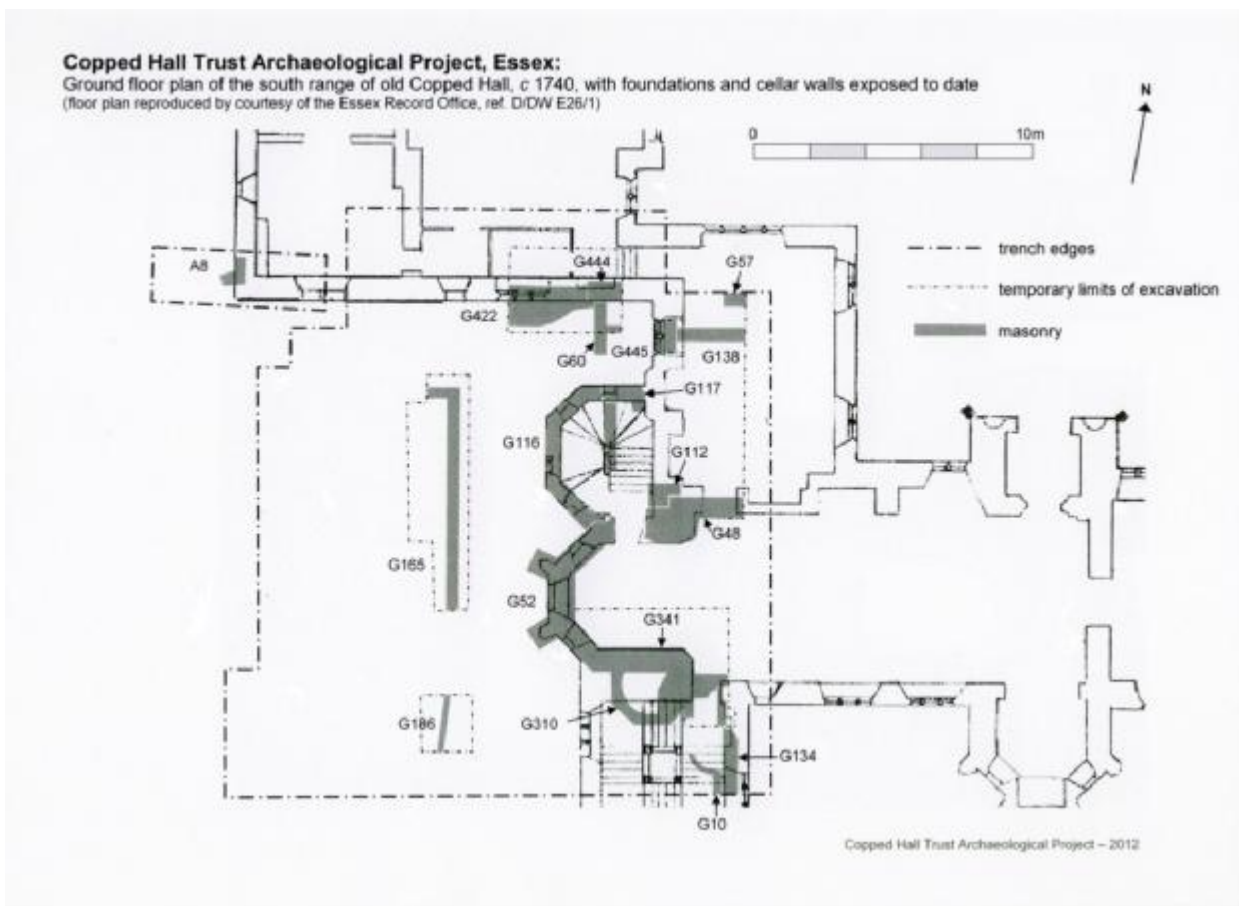 Copped Hall Trust Archaeological Project, Essex:
Ground floor plan of the south range of old Copped Hall, c 1740, with foundations and cellar walls exposed to date
(floor plan reproduced by courtesy of the Essex Record Office, ref. D/DW E26/1)
N
0
10m
trench edges
temporary limits of excavation
masonry
A8
G444
G57
G422
G60
G445
G138
G117
G116
G112
G48
G165
G52
G341
G186
G310
G134
G10
Copped Hall Trust Archaeological Project – 2012